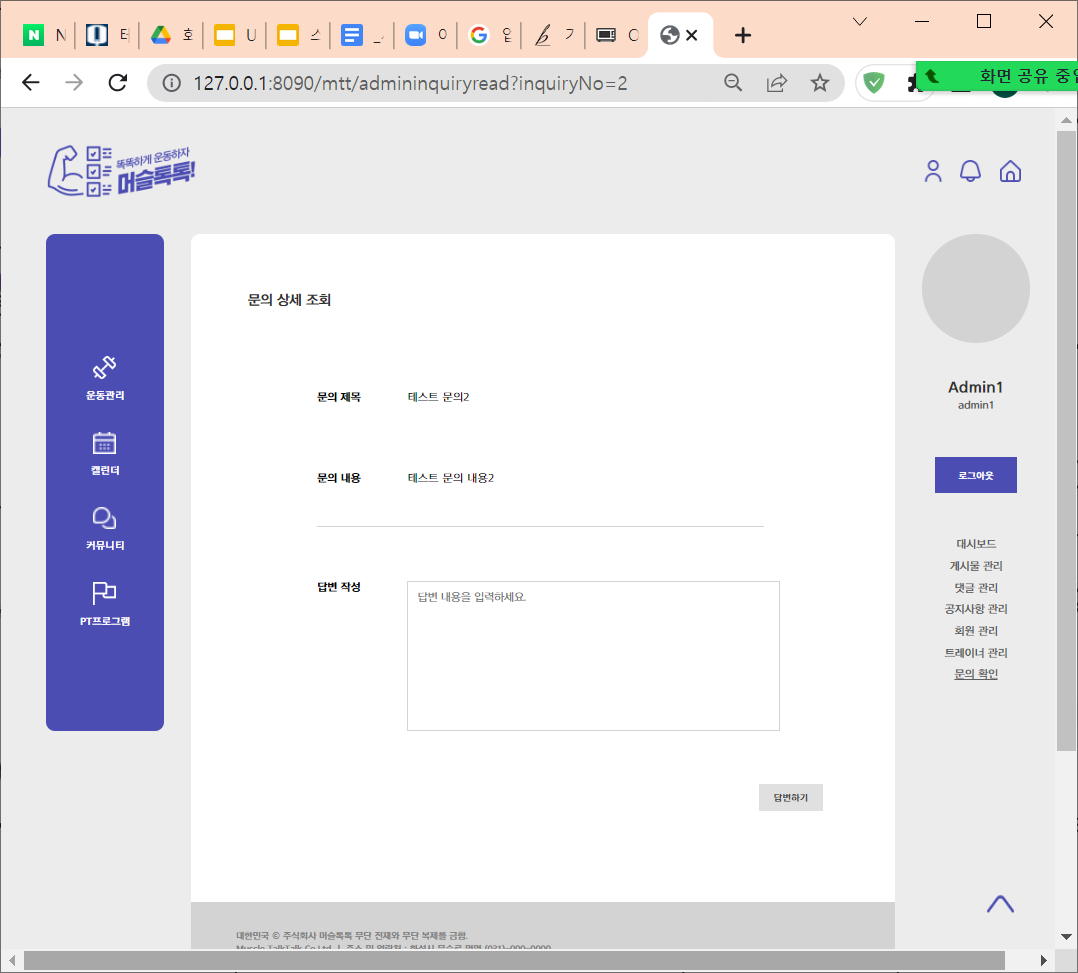 N
ㅎ
U
ㅅ
O
127.0.0.1:8090/mtt/admininquiryread?inquiryNo=2
화면 공유 중
똑똑하게 운동하자
머슬톡톡!
문의 상세 조회
운동관리
캘린더
커뮤니티
PT프로그램
문의 제목 테스트 문의2
문의 내용 테스트 문의 내용2
답변 작성 답변 내용을 입력하세요.
답변하기
Admin1
admin1
로그아웃
대시보드
게시물 관리
댓글 관리
공지사항 관리
회원 관리
트레이너 관리
문의 확인
대한민국 © 주식회사 머슬톡톡 무단 전재와 무단 복제를 금함.
Muscle TalkTalk Co.Ltd